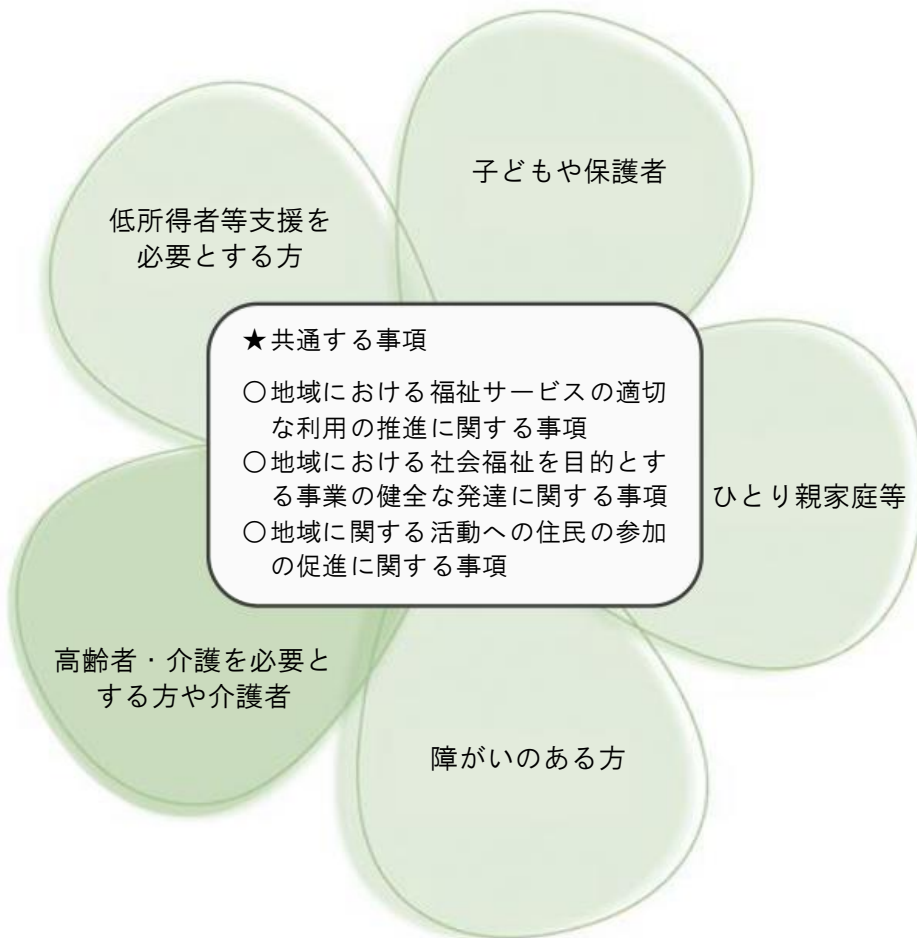 子どもや保護者
低所得者等支援を
必要とする方
★共通する事項
○地域における福祉サービスの適切
な利用の推進に関する事項
○地域における社会福祉を目的とす
る事業の健全な発達に関する事項
○地域に関する活動への住民の参加
の促進に関する事項
ひとり親家庭等
高齢者・介護を必要と
する方や介護者
障がいのある方